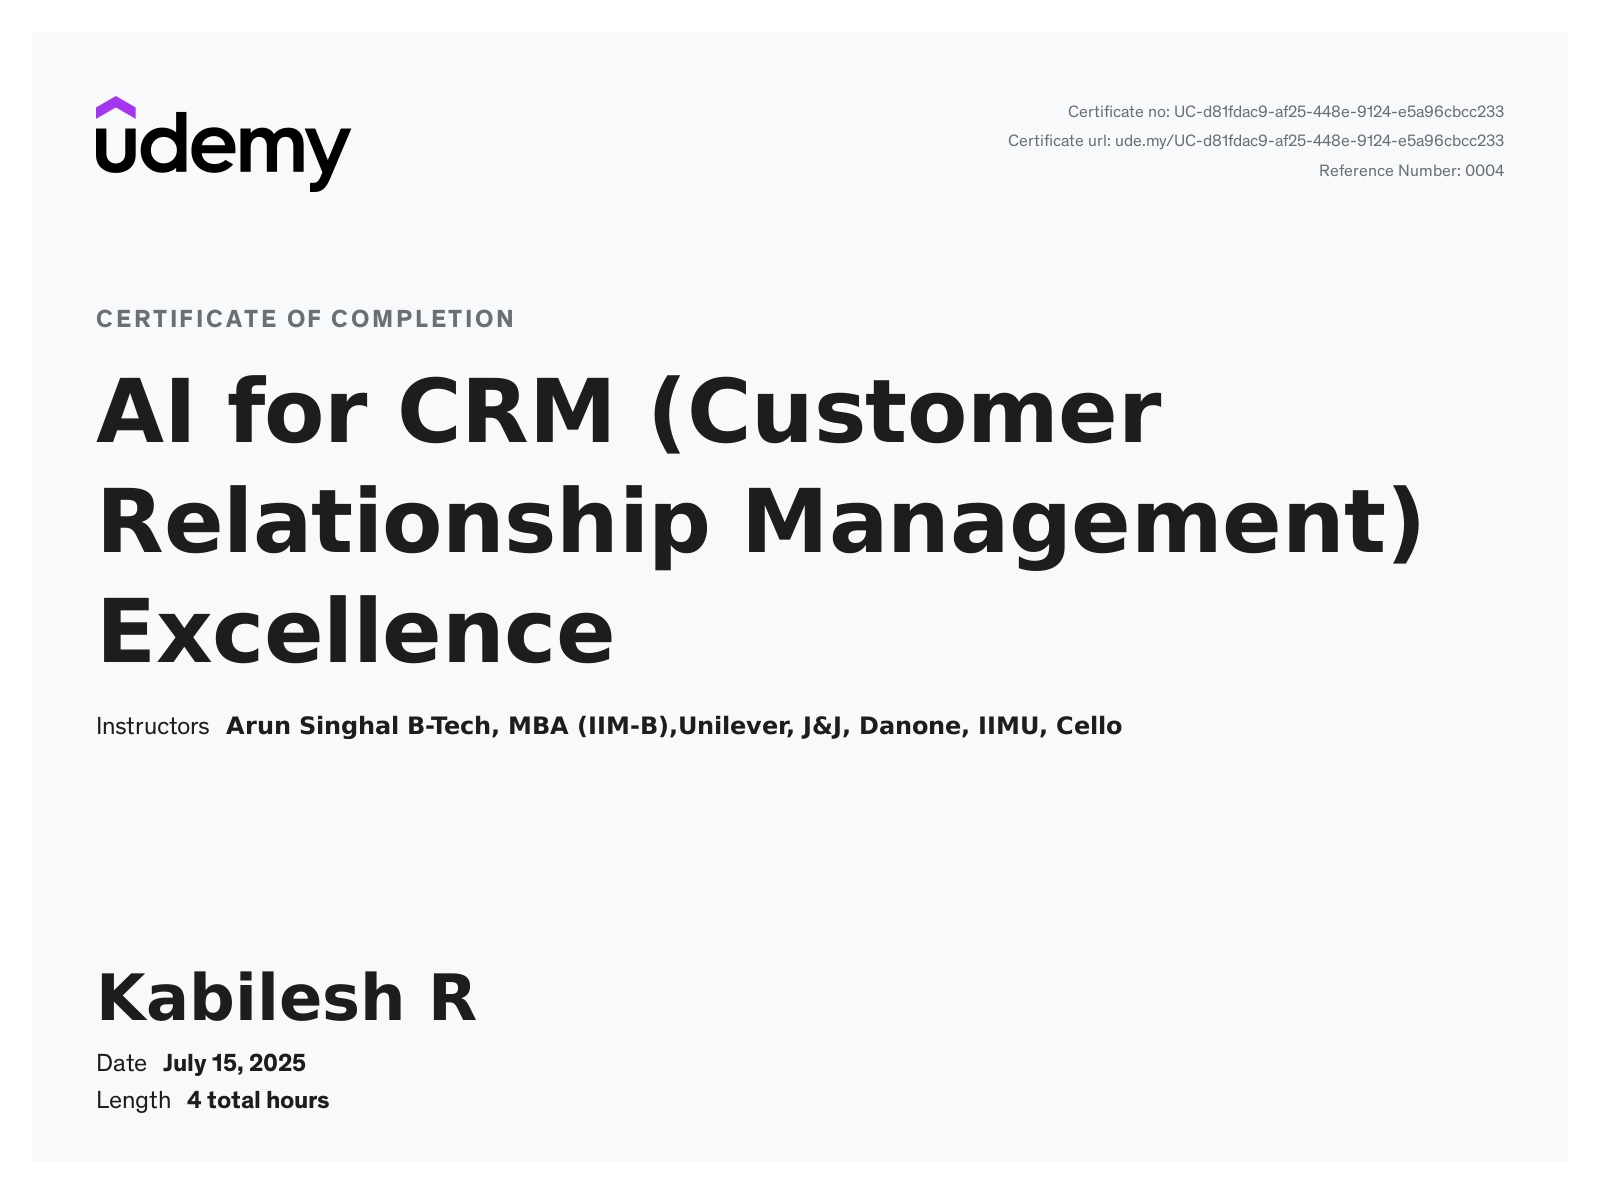 udemy
Certificate no: UC-d81fdac9-af25-448e-9124-e5a96cbcc233
Certificate url: ude.my/UC-d81fdac9-af25-448e-9124-e5a96cbcc233
Reference Number: 0004
CERTIFICATE OF COMPLETION
AI for CRM (Customer
Relationship Management)
Excellence
Instructors Arun Singhal B-Tech, MBA (IIM-B),Unilever, J&J, Danone, IIMU, Cello
Kabilesh R
Date July 15, 2025
Length 4 total hours